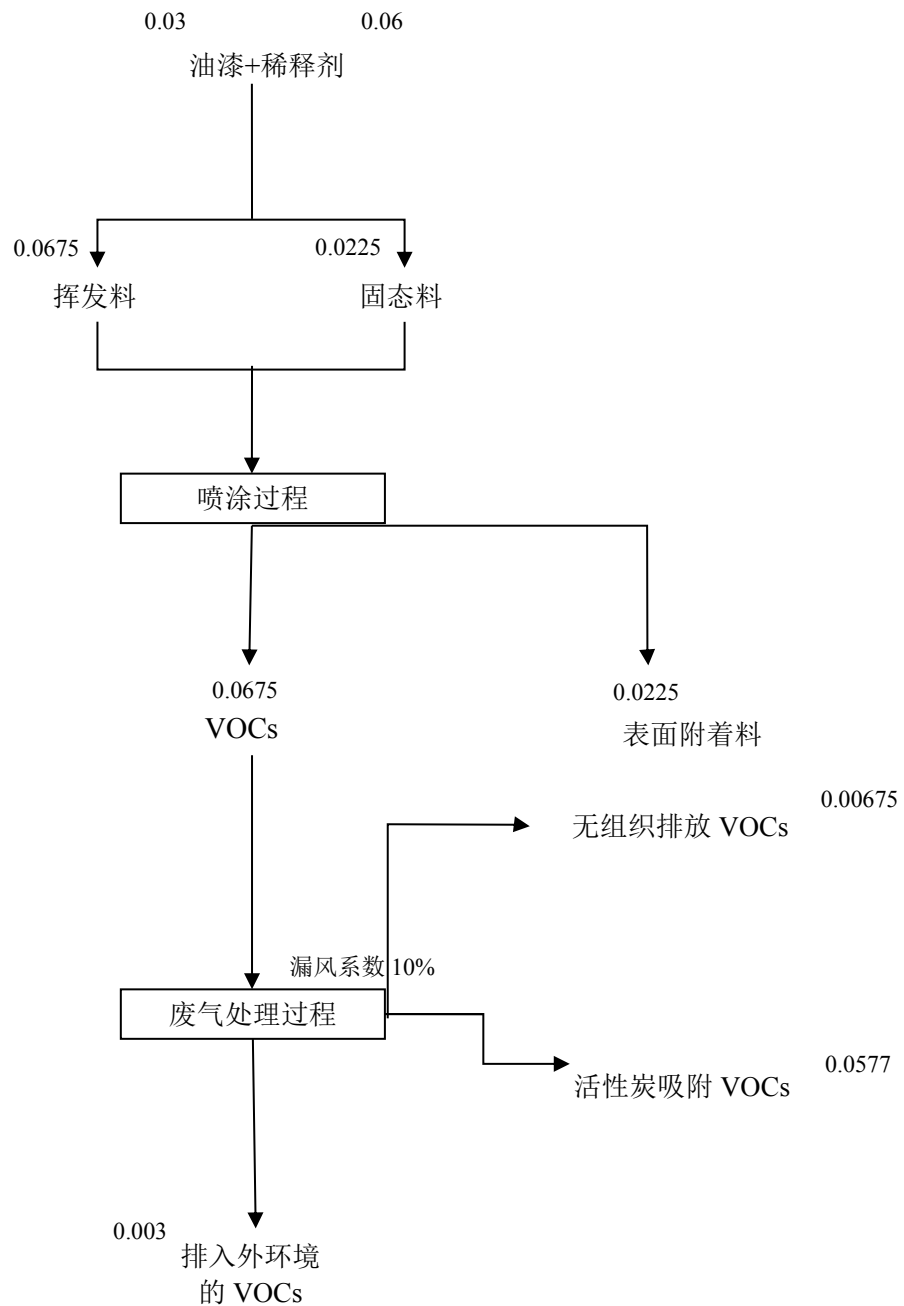 0.03 0.06
油漆+稀释剂
0.0675 0.0225
挥发料 固态料
喷涂过程
0.0675 0.0225
VOCs 表面附着料
0.00675
无组织排放 VOCs
漏风系数 10%
废气处理过程
0.0577
活性炭吸附 VOCs
0.003
排入外环境
的 VOCs